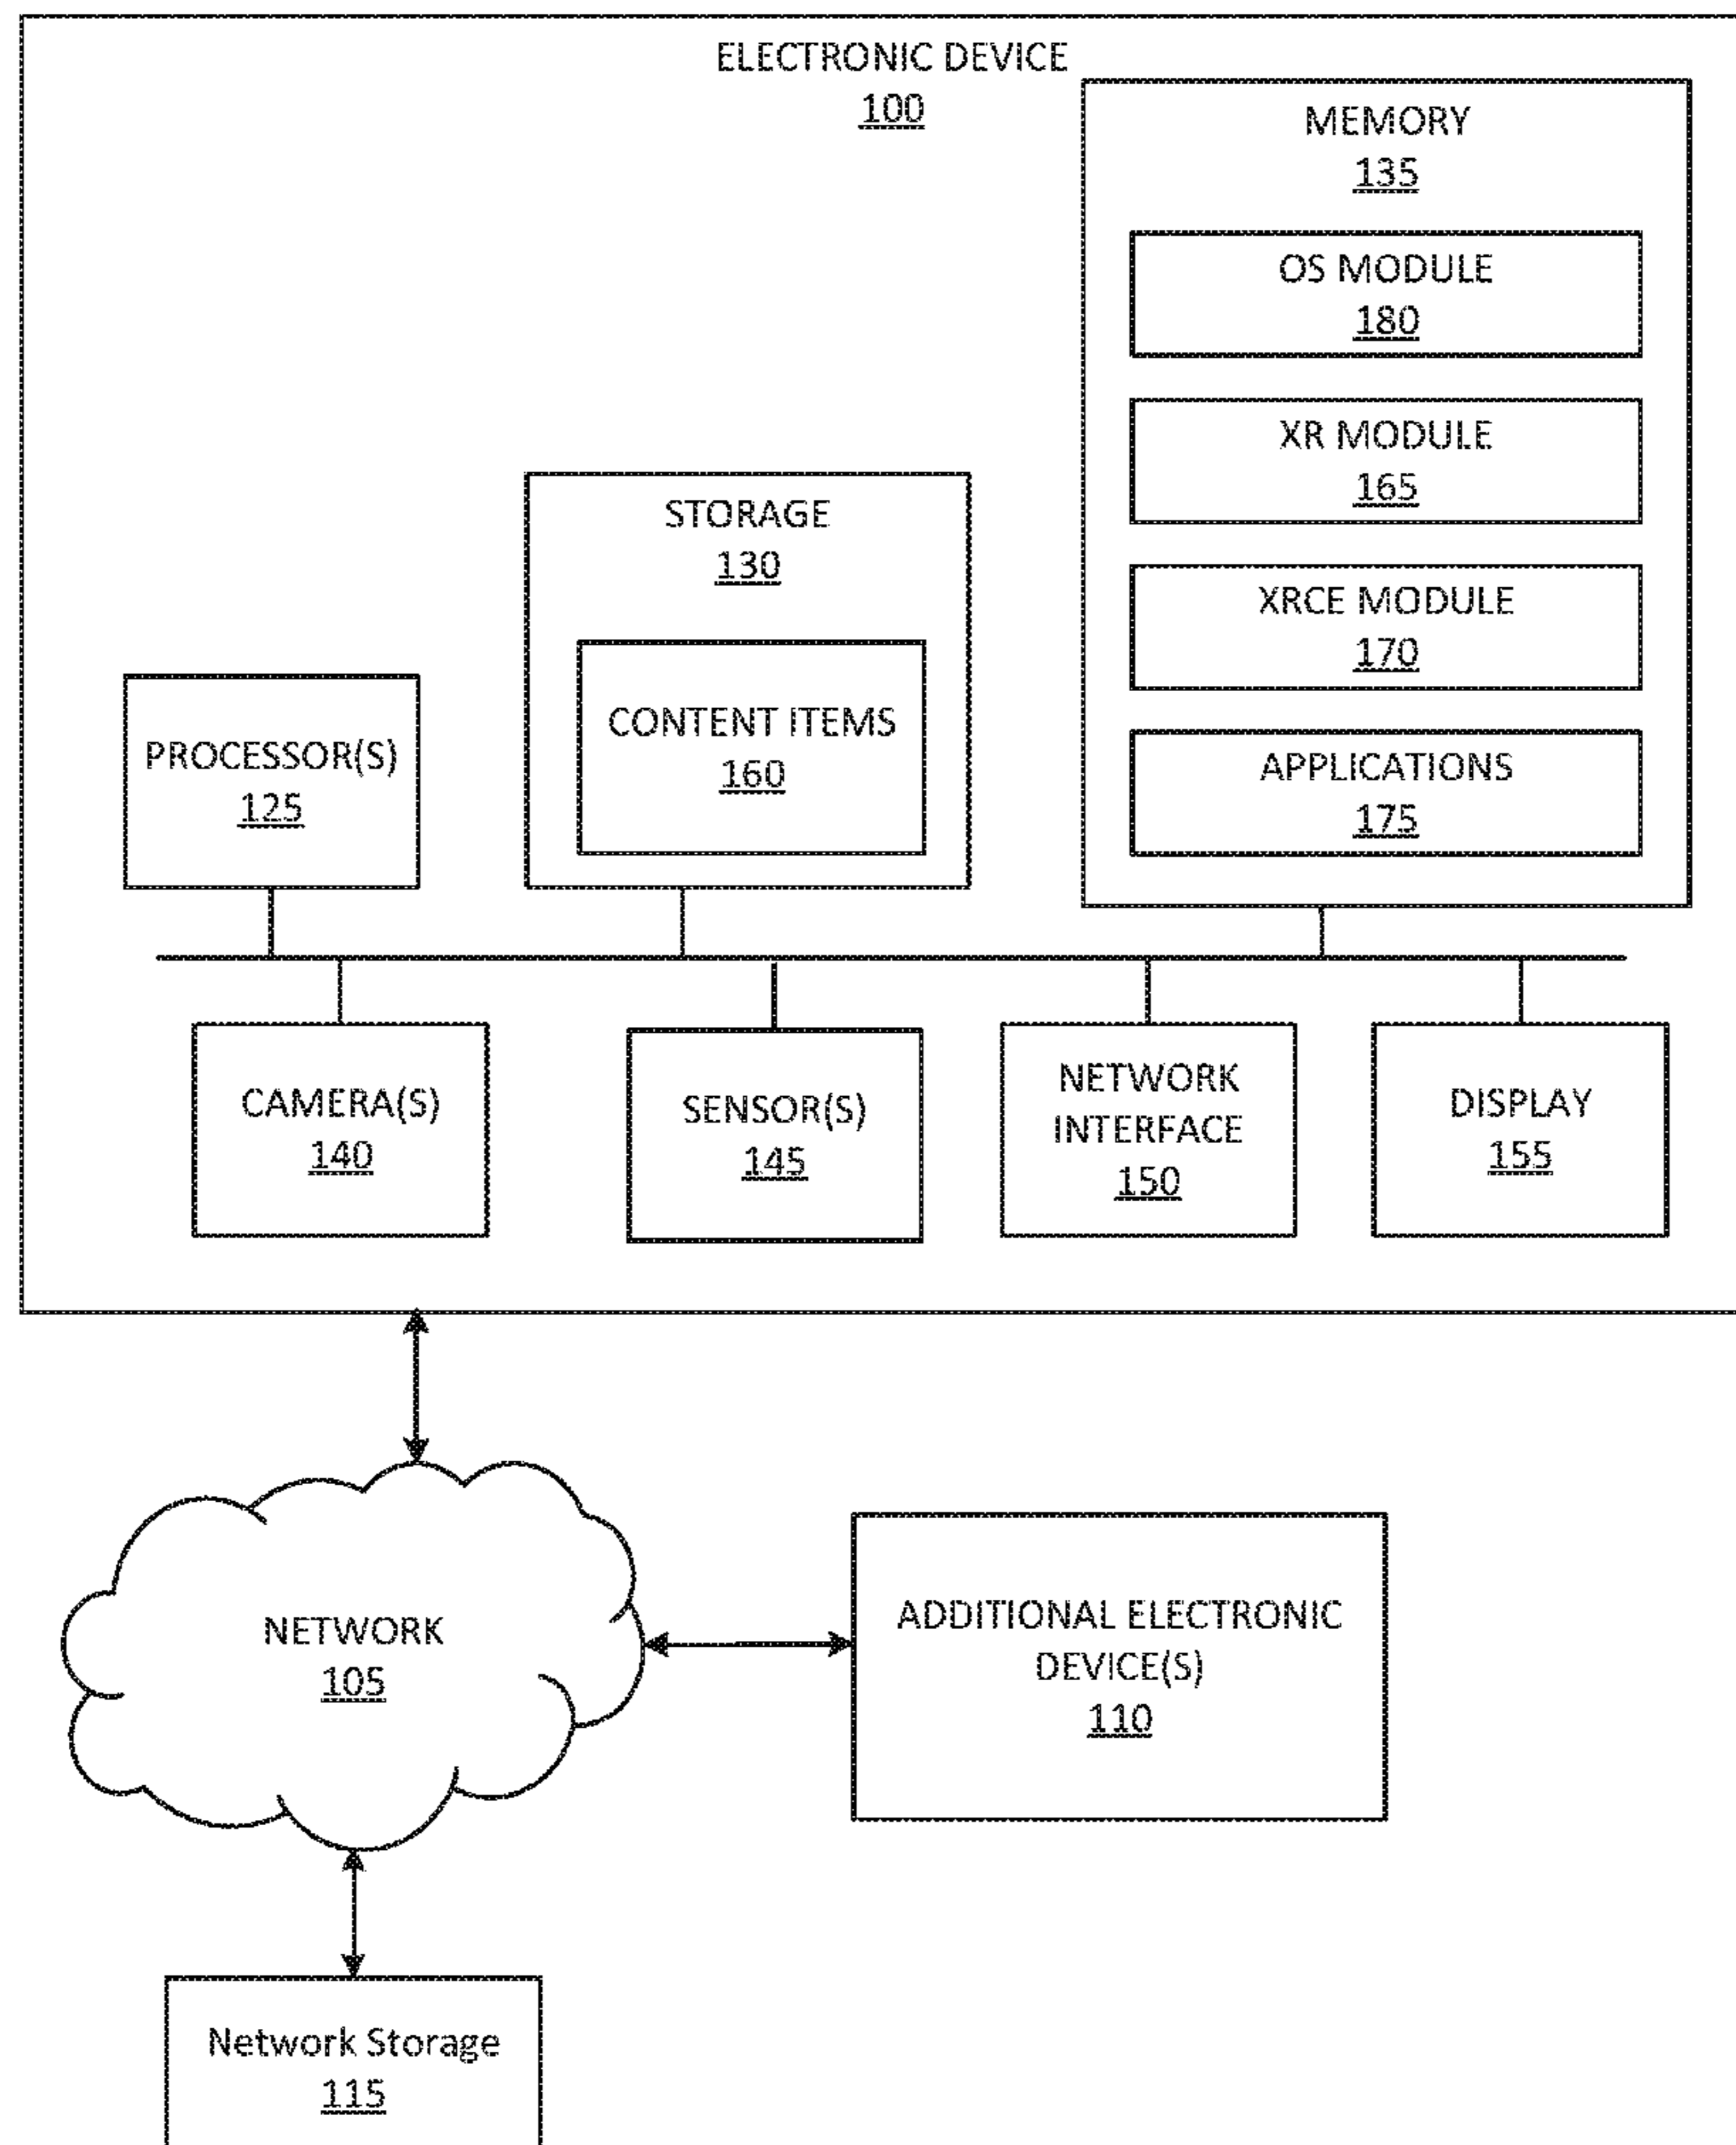 ELECTRONIC DEVICE
100
MEMORY
135
OS MODULE
180
XR MODULE
165
XRCE MODULE
170
APPLICATIONS
175
STORAGE
130
CONTENT ITEMS
160
PROCESSOR(S)
125
CAMERA(S)
140
SENSOR(S)
145
NETWORK
INTERFACE
150
DISPLAY
155
NETWORK
105
ADDITIONAL ELECTRONIC
DEVICE(S)
110
Network Storage
115